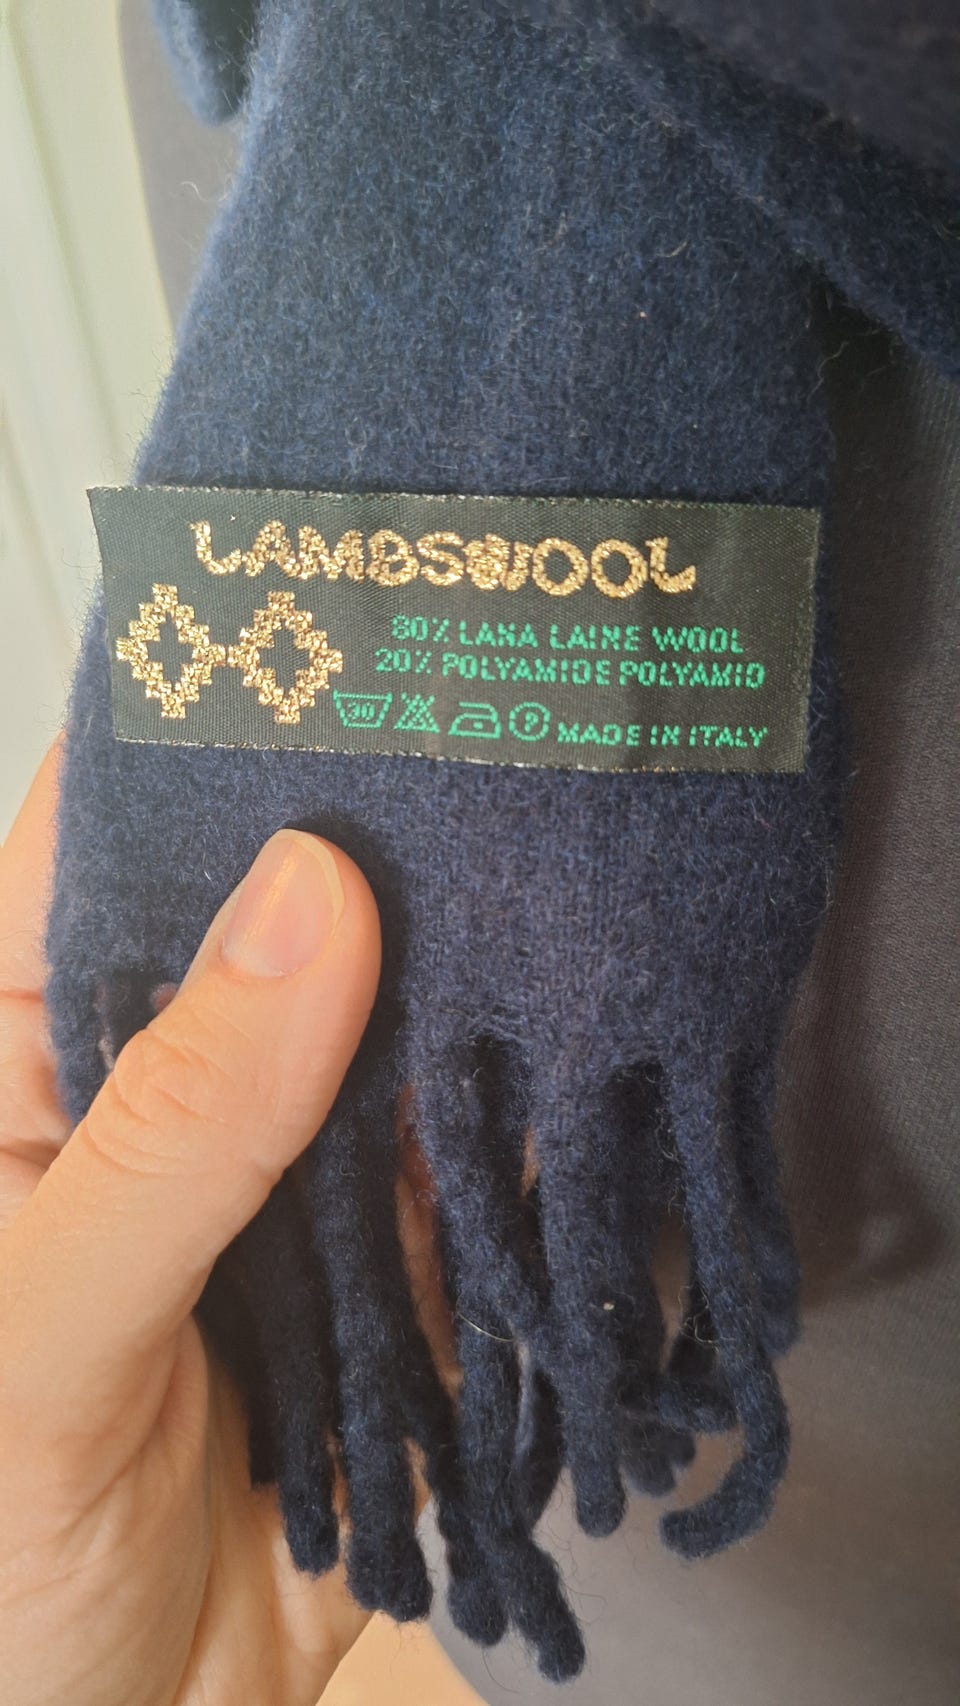 LAMBSWOOL
80% LANA LAINE WOOL
20% POLYAMIDE POLYAMID
30 P MADE IN ITALY